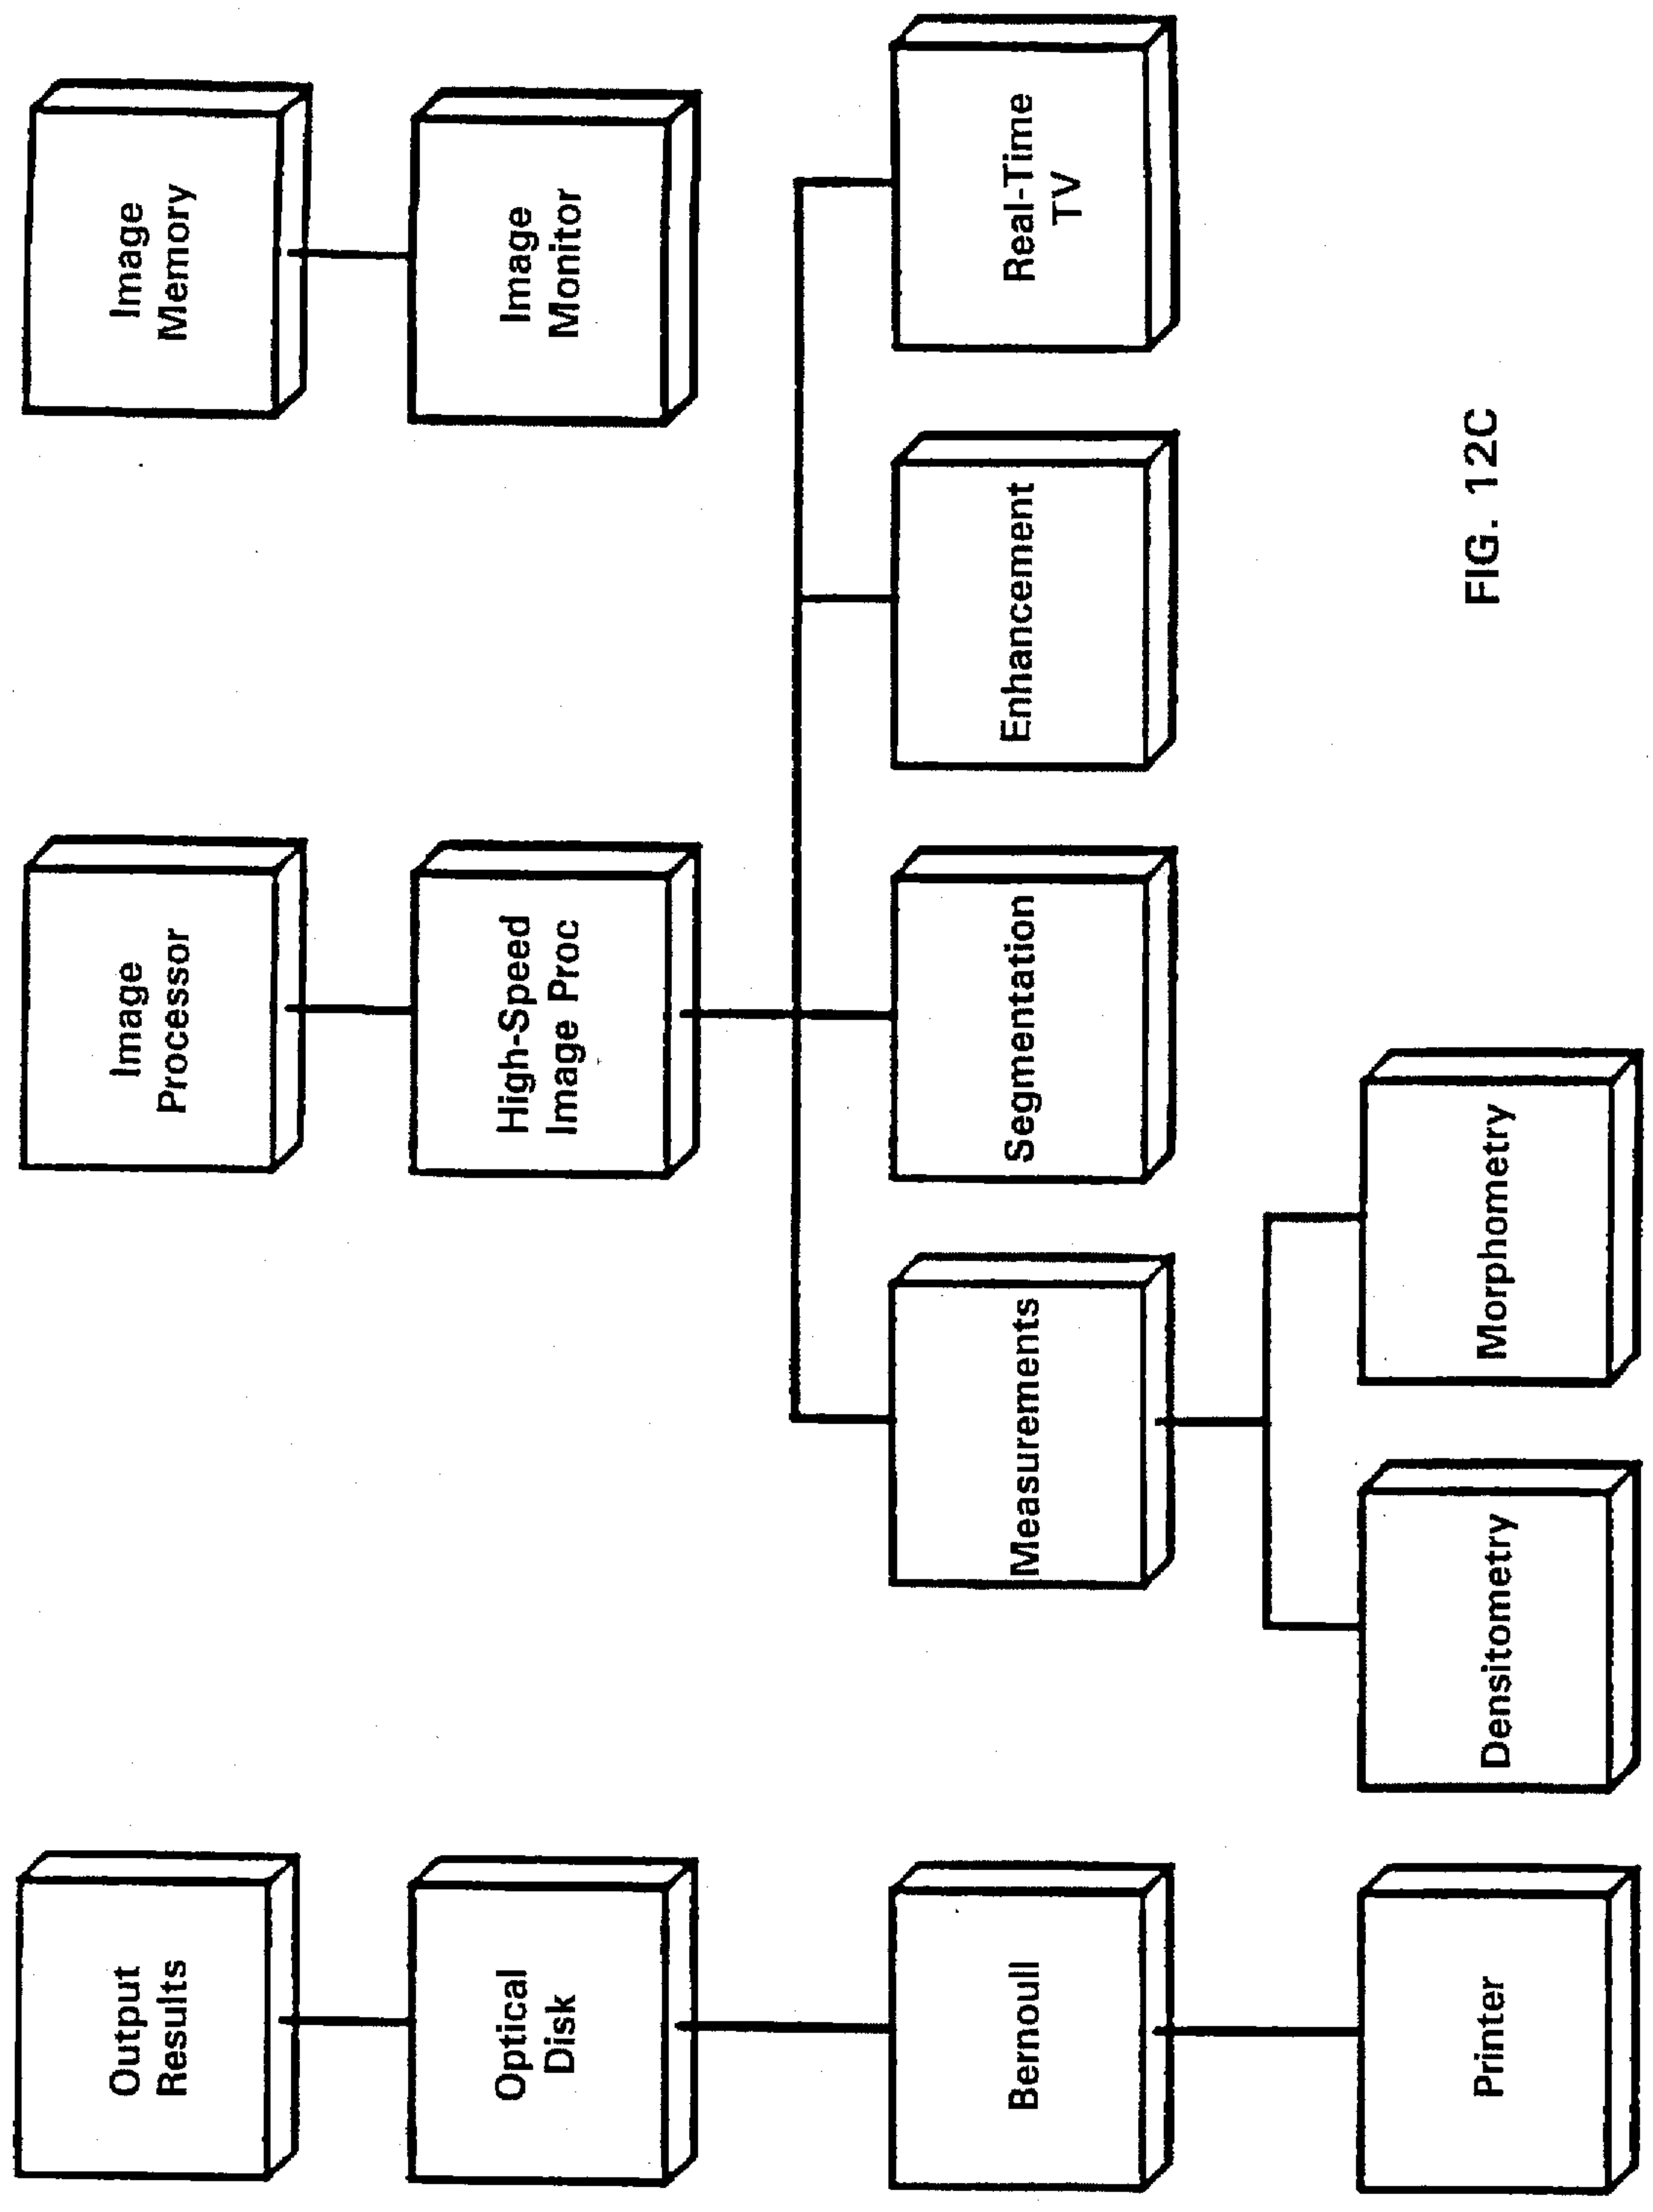 Output
Results
Image
Processor
Image
Memory
Optical
Disk
High-Speed
Image Proc
Image
Monitor
Bernoull
Measurements
Segmentation
Enhancement
Real-Time
TV
Printer
Densitometry
Morphometry
FIG. 12C